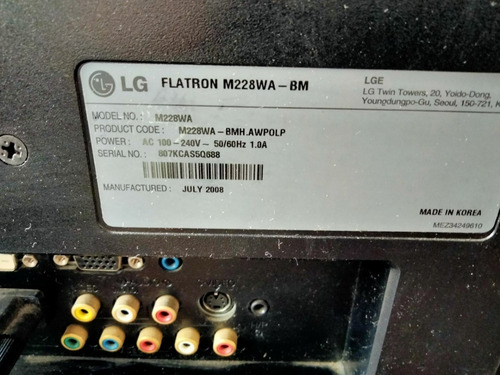 LG FLATRON M228WA-BM
LGE
LG Twin Towers, 20, Yoido-Dong,
Youngdungpo-Gu, Seoul, 150-721, K
MODEL NO.: M228WA
PRODUCT CODE: M228WA-BMH.AWPOLP
POWER: AC 100-240V~ 50/60Hz 1.0A
SERIAL NO.: 807KCAS5Q688
MANUFACTURED: JULY 2008
MADE IN KOREA
MEZ34249810